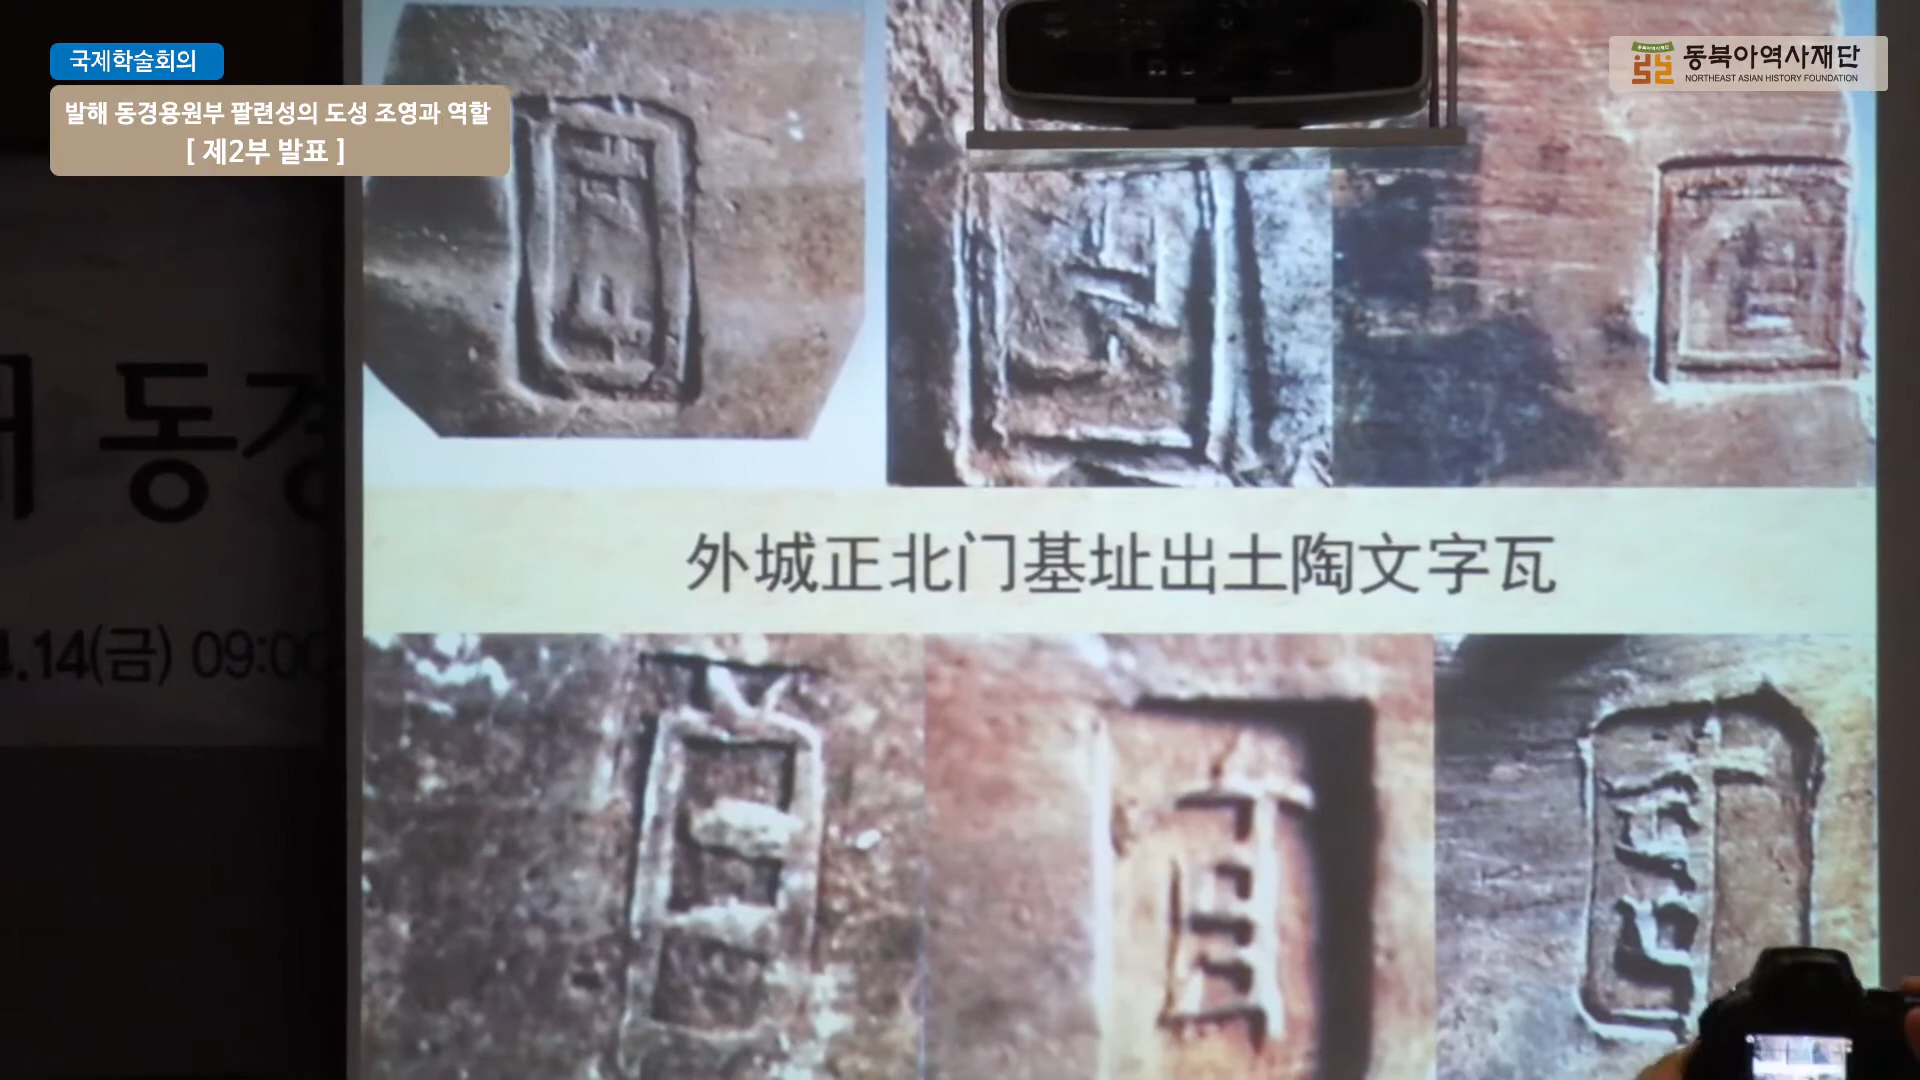 국제학술회의
발해 동경용원부 팔련성의 도성 조영과 역할
[ 제2부 발표 ]
동북아역사재단
NORTHEAST ASIAN HISTORY FOUNDATION
동경
.14(금) 09:00
外城正北门基址出土陶文字瓦